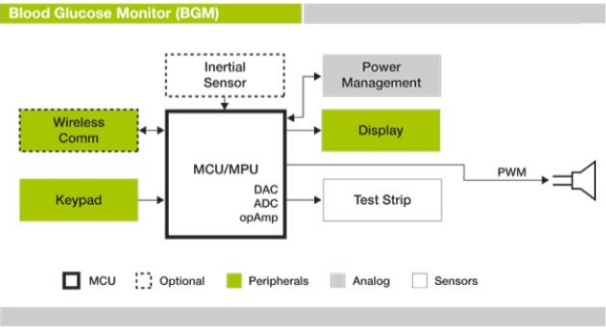 Blood Glucose Monitor (BGM)
Inertial
Sensor
Power
Management
Wireless
Comm
Display
MCU/MPU
PWM
Keypad
DAC
ADC
opAmp
Test Strip
MCU
Optional
Peripherals
Analog
Sensors